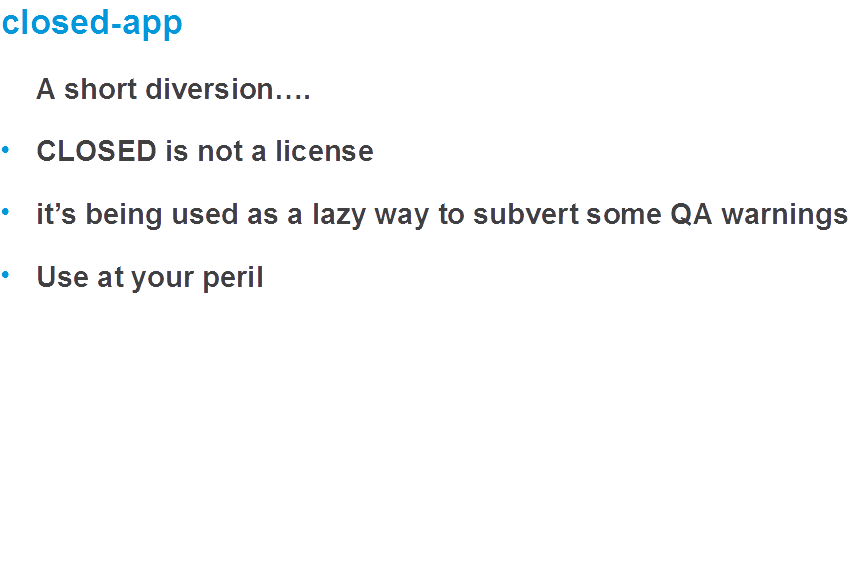 closed-app
A short diversion….
• CLOSED is not a license
• it’s being used as a lazy way to subvert some QA warnings
• Use at your peril